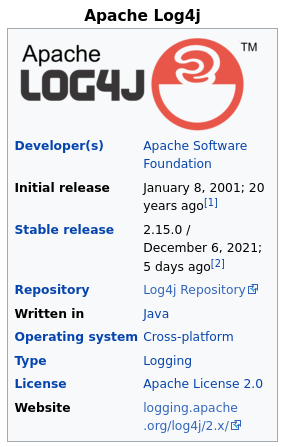 Apache Log4j
Apache TM
LOG4J
Developer(s) Apache Software
Foundation
Initial release January 8, 2001; 20
years ago[1]
Stable release 2.15.0 /
December 6, 2021;
5 days ago[2]
Repository Log4j Repository
Written in Java
Operating system Cross-platform
Type Logging
License Apache License 2.0
Website logging.apache
.org/log4j/2.x/